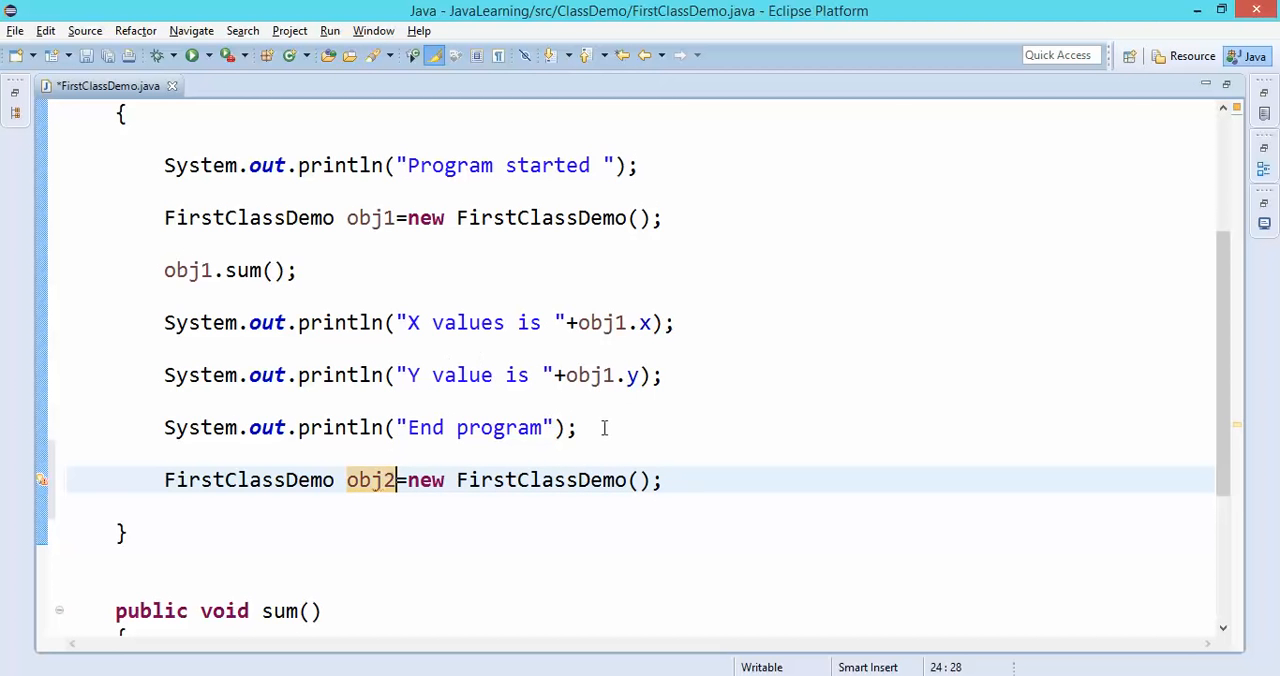 Java - JavaLearning/src/ClassDemo/FirstClassDemo.java - Eclipse Platform
File Edit Source Refactor Navigate Search Project Run Window Help
Quick Access Resource Java
*FirstClassDemo.java
{
System.out.println("Program started ");
FirstClassDemo obj1=new FirstClassDemo();
obj1.sum();
System.out.println("X values is "+obj1.x);
System.out.println("Y value is "+obj1.y);
System.out.println("End program");
FirstClassDemo obj2=new FirstClassDemo();
}
public void sum()
{
Writable Smart Insert 24 : 28